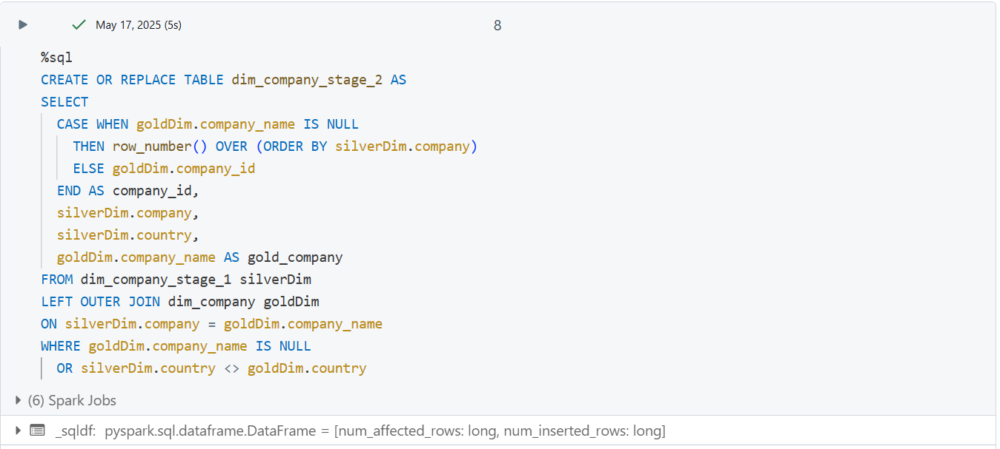 May 17, 2025 (5s)
8
%sql
CREATE OR REPLACE TABLE dim_company_stage_2 AS
SELECT
CASE WHEN goldDim.company_name IS NULL
THEN row_number() OVER (ORDER BY silverDim.company)
ELSE goldDim.company_id
END AS company_id,
silverDim.company,
silverDim.country,
goldDim.company_name AS gold_company
FROM dim_company_stage_1 silverDim
LEFT OUTER JOIN dim_company goldDim
ON silverDim.company = goldDim.company_name
WHERE goldDim.company_name IS NULL
OR silverDim.country <> goldDim.country
(6) Spark Jobs
_sqldf: pyspark.sql.dataframe.DataFrame = [num_affected_rows: long, num_inserted_rows: long]